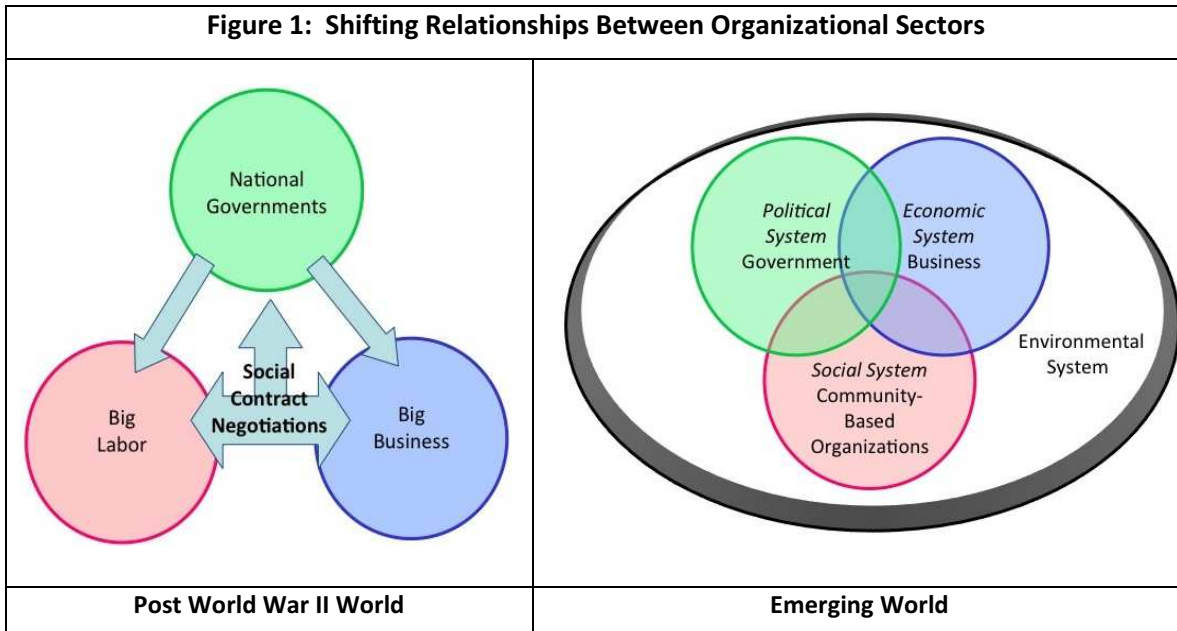 Figure 1: Shifting Relationships Between Organizational Sectors
National
Governments
Social
Contract
Negotiations
Big
Labor
Big
Business
Post World War II World
Political
System
Government
Economic
System
Business
Social System
Community-
Based
Organizations
Environmental
System
Emerging World